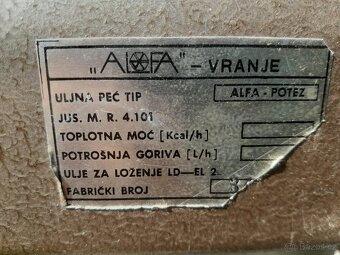 „ALFA" – VRANJE
ULJNA PEĆ TIP ALFA - POTEZ
JUS. M. R. 4.101
TOPLOTNA MOĆ [Kcal/h]
POTROŠNJA GORIVA [L/h]
ULJE ZA LOŽENJE LD—EL 2.
FABRIČKI BROJ 3